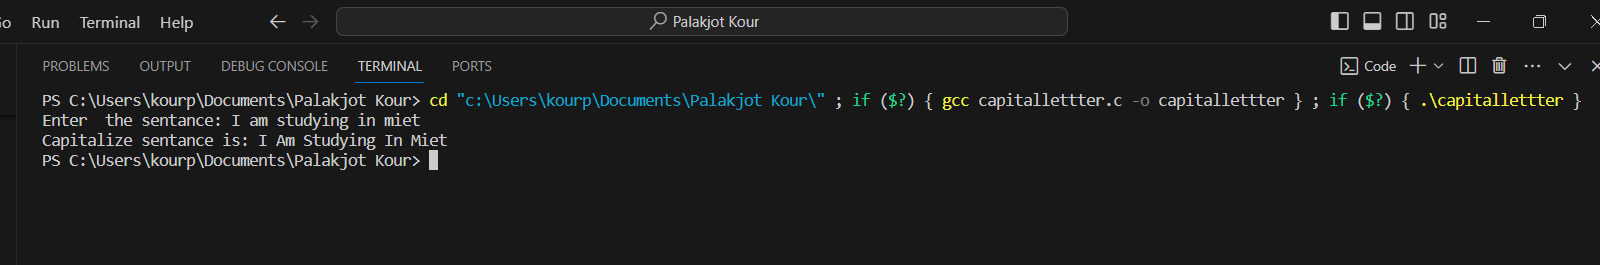 Run Terminal Help Palakjot Kour
PROBLEMS OUTPUT DEBUG CONSOLE TERMINAL PORTS Code
PS C:\Users\kourp\Documents\Palakjot Kour> cd "c:\Users\kourp\Documents\Palakjot Kour\" ; if ($?) { gcc capitallettter.c -o capitallettter } ; if ($?) { .\capitallettter }
Enter  the sentance: I am studying in miet
Capitalize sentance is: I Am Studying In Miet
PS C:\Users\kourp\Documents\Palakjot Kour>